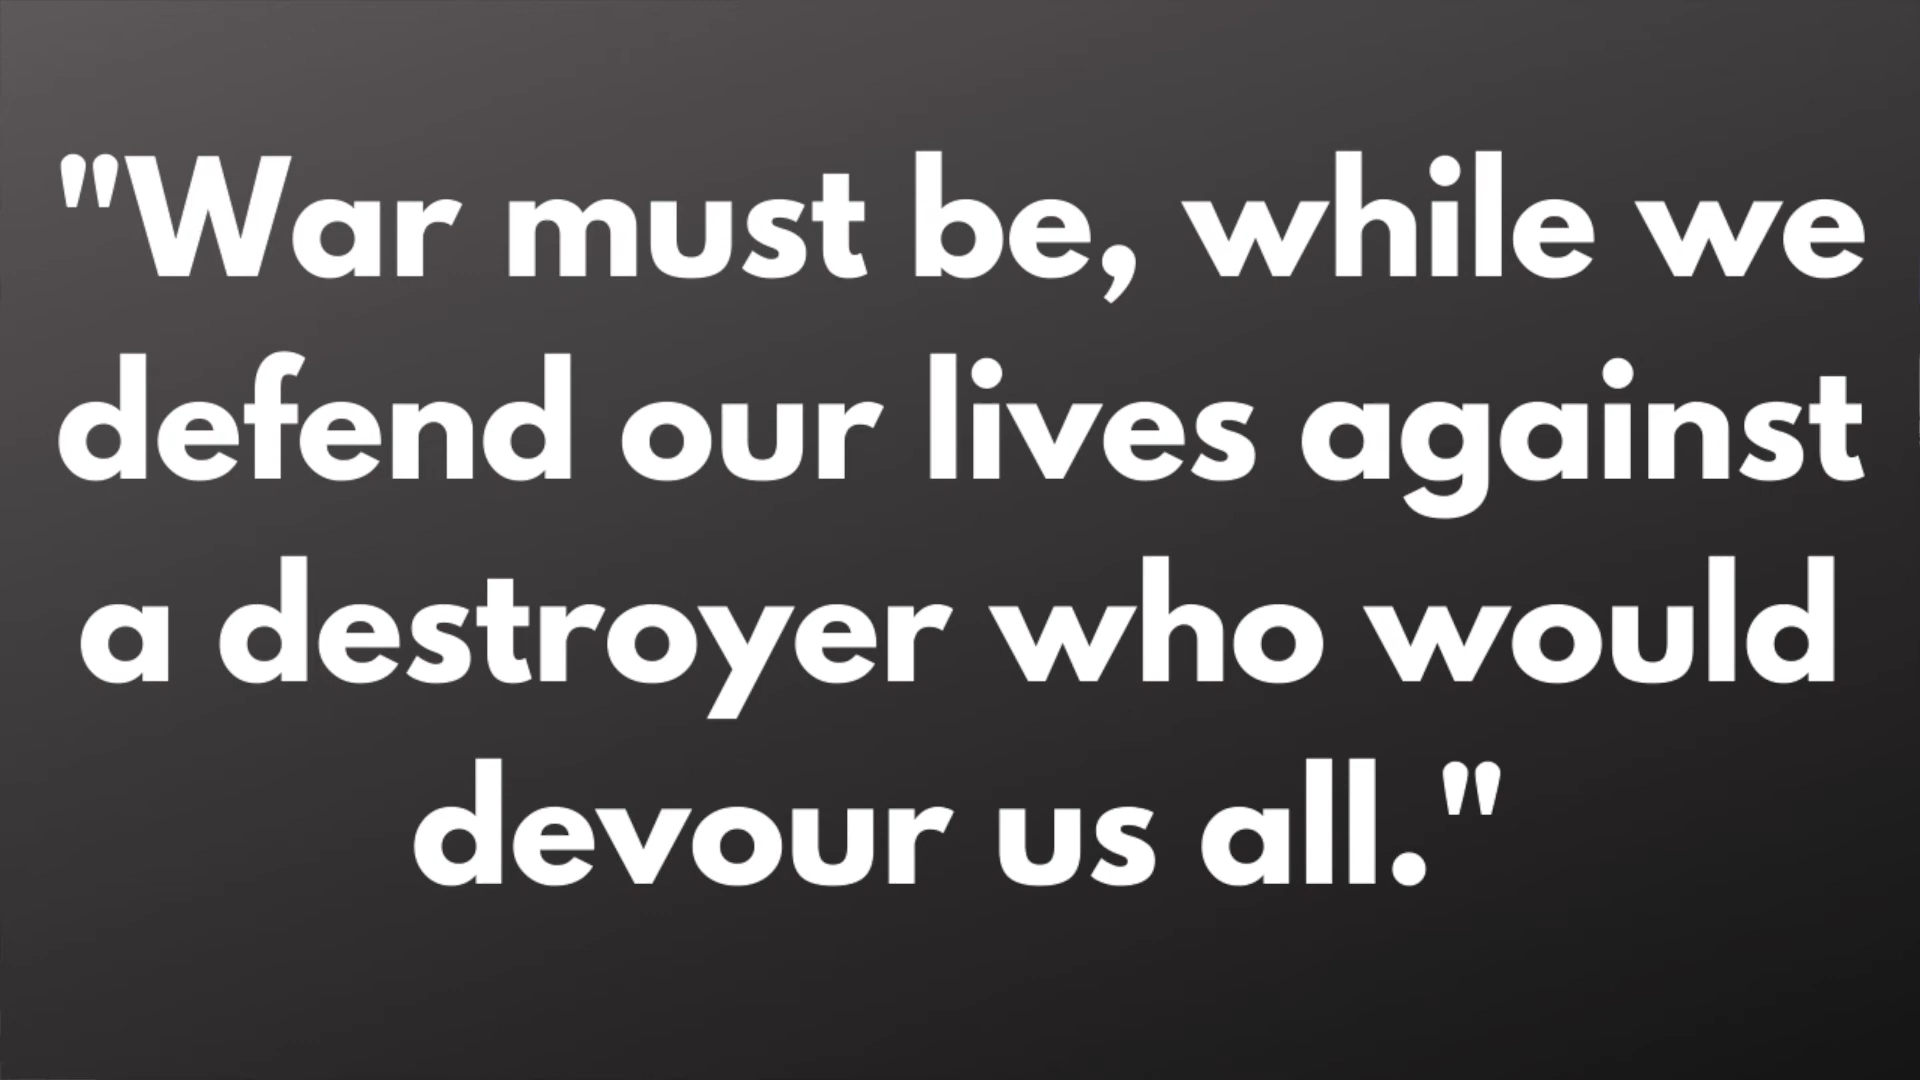 "War must be, while we
defend our lives against
a destroyer who would
devour us all."